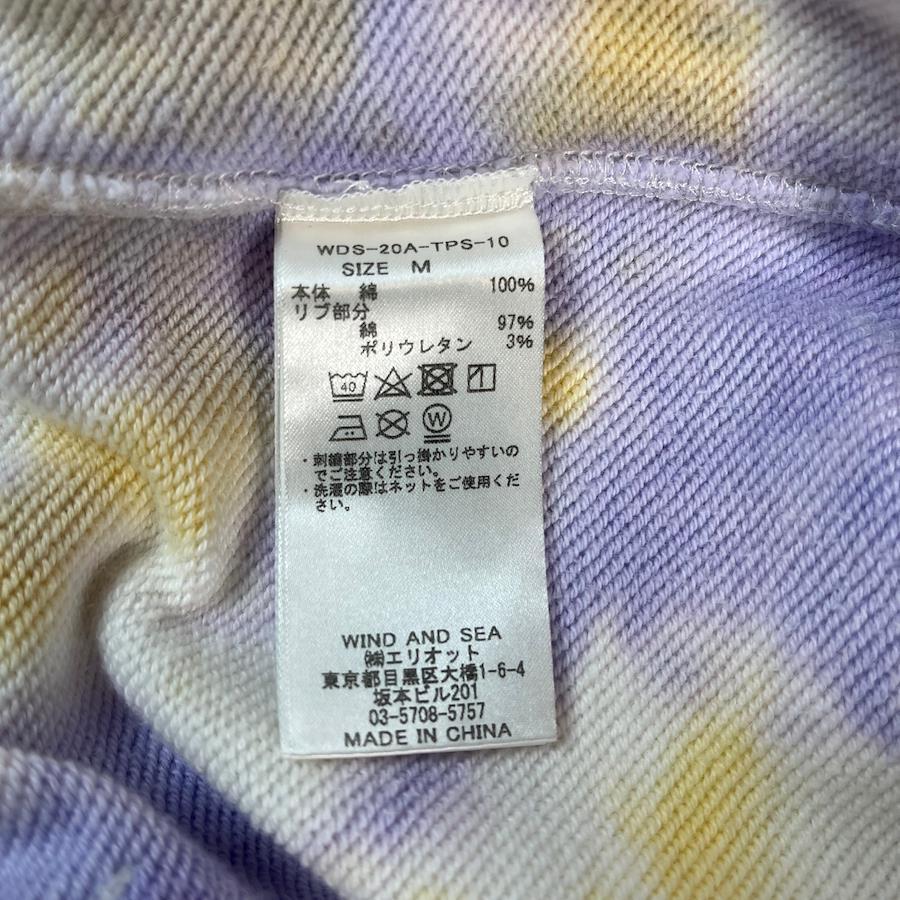 WDS-20A-TPS-10
SIZE M
本体 綿 100%
リブ部分
綿 97%
ポリウレタン 3%
40
W
・刺繍部分は引っ掛かりやすいの
でご注意ください。
・洗濯の際はネットをご使用くだ
さい。
WIND AND SEA
㈱エリオット
東京都目黒区大橋1-6-4
坂本ビル201
03-5708-5757
MADE IN CHINA